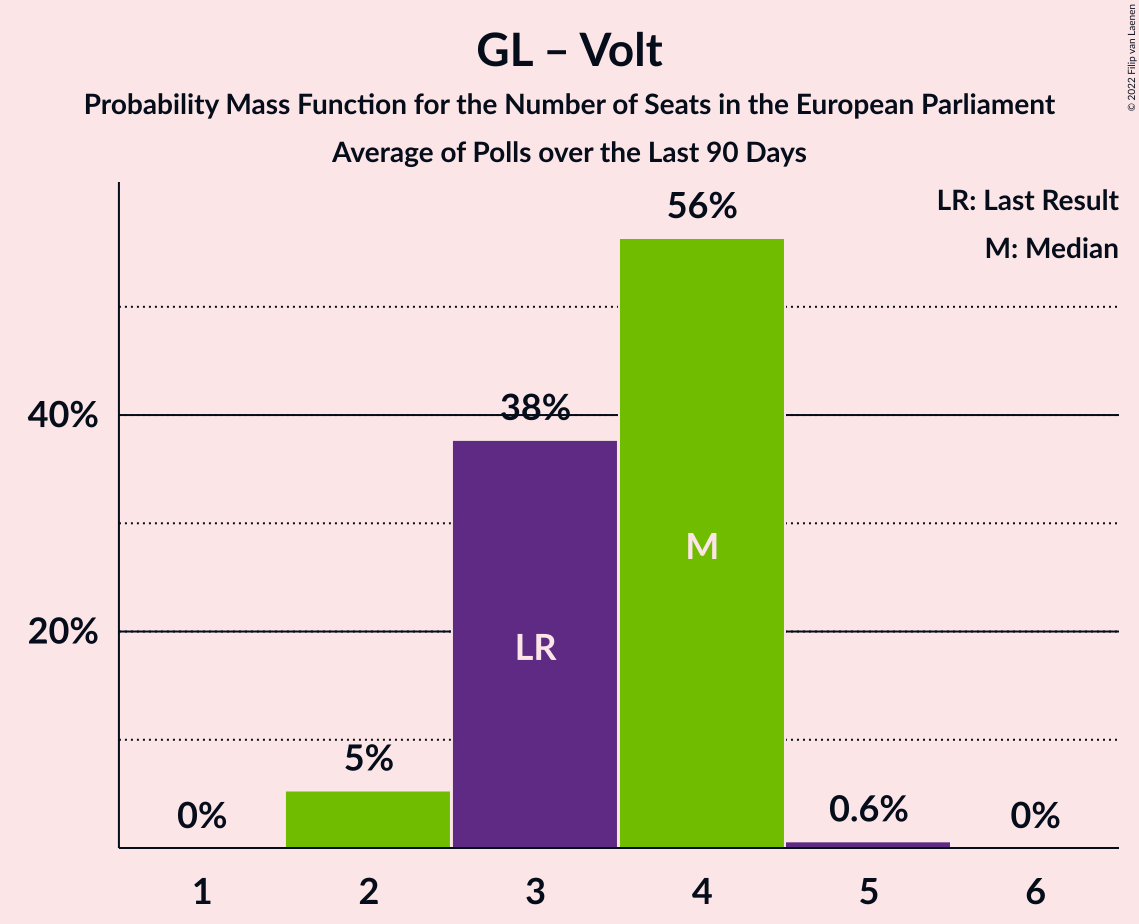 GL – Volt
Probability Mass Function for the Number of Seats in the European Parliament
Average of Polls over the Last 90 Days
© 2022 Filip van Laenen
LR: Last Result
M: Median
56%
40%
38%
M
20%
LR
5%
0%
0.6%
0%
1 2 3 4 5 6